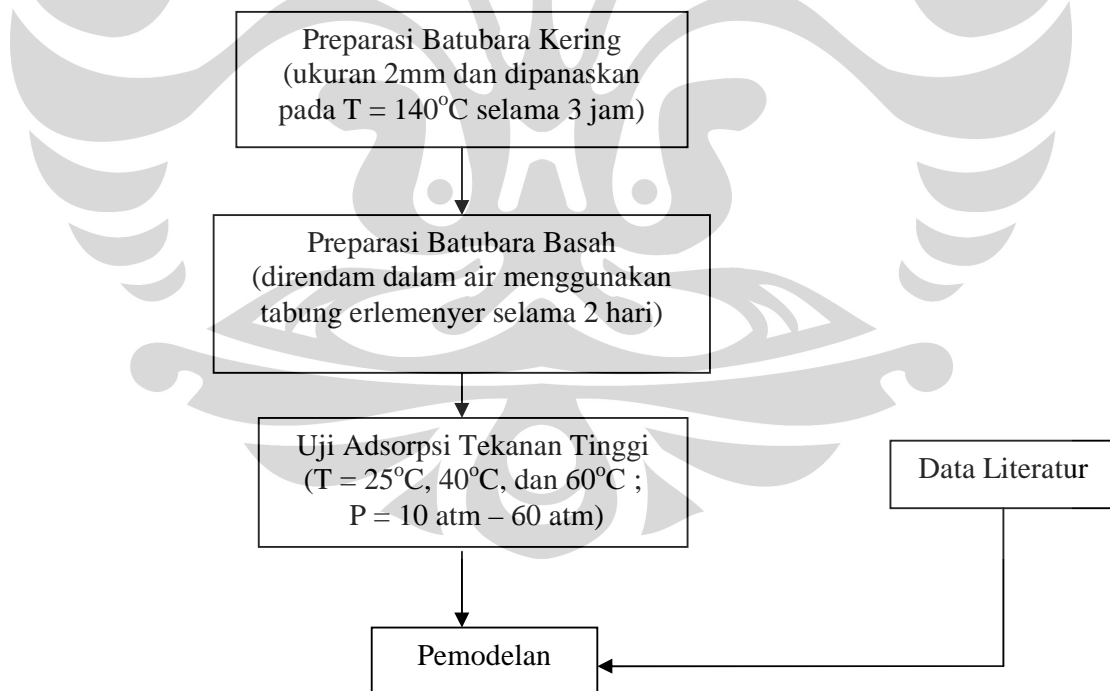 Preparasi Batubara Kering
(ukuran 2mm dan dipanaskan
pada T = 140°C selama 3 jam)
Preparasi Batubara Basah
(direndam dalam air menggunakan
tabung erlemenyer selama 2 hari)
Uji Adsorpsi Tekanan Tinggi
(T = 25°C, 40°C, dan 60°C ;
P = 10 atm – 60 atm)
Data Literatur
Pemodelan